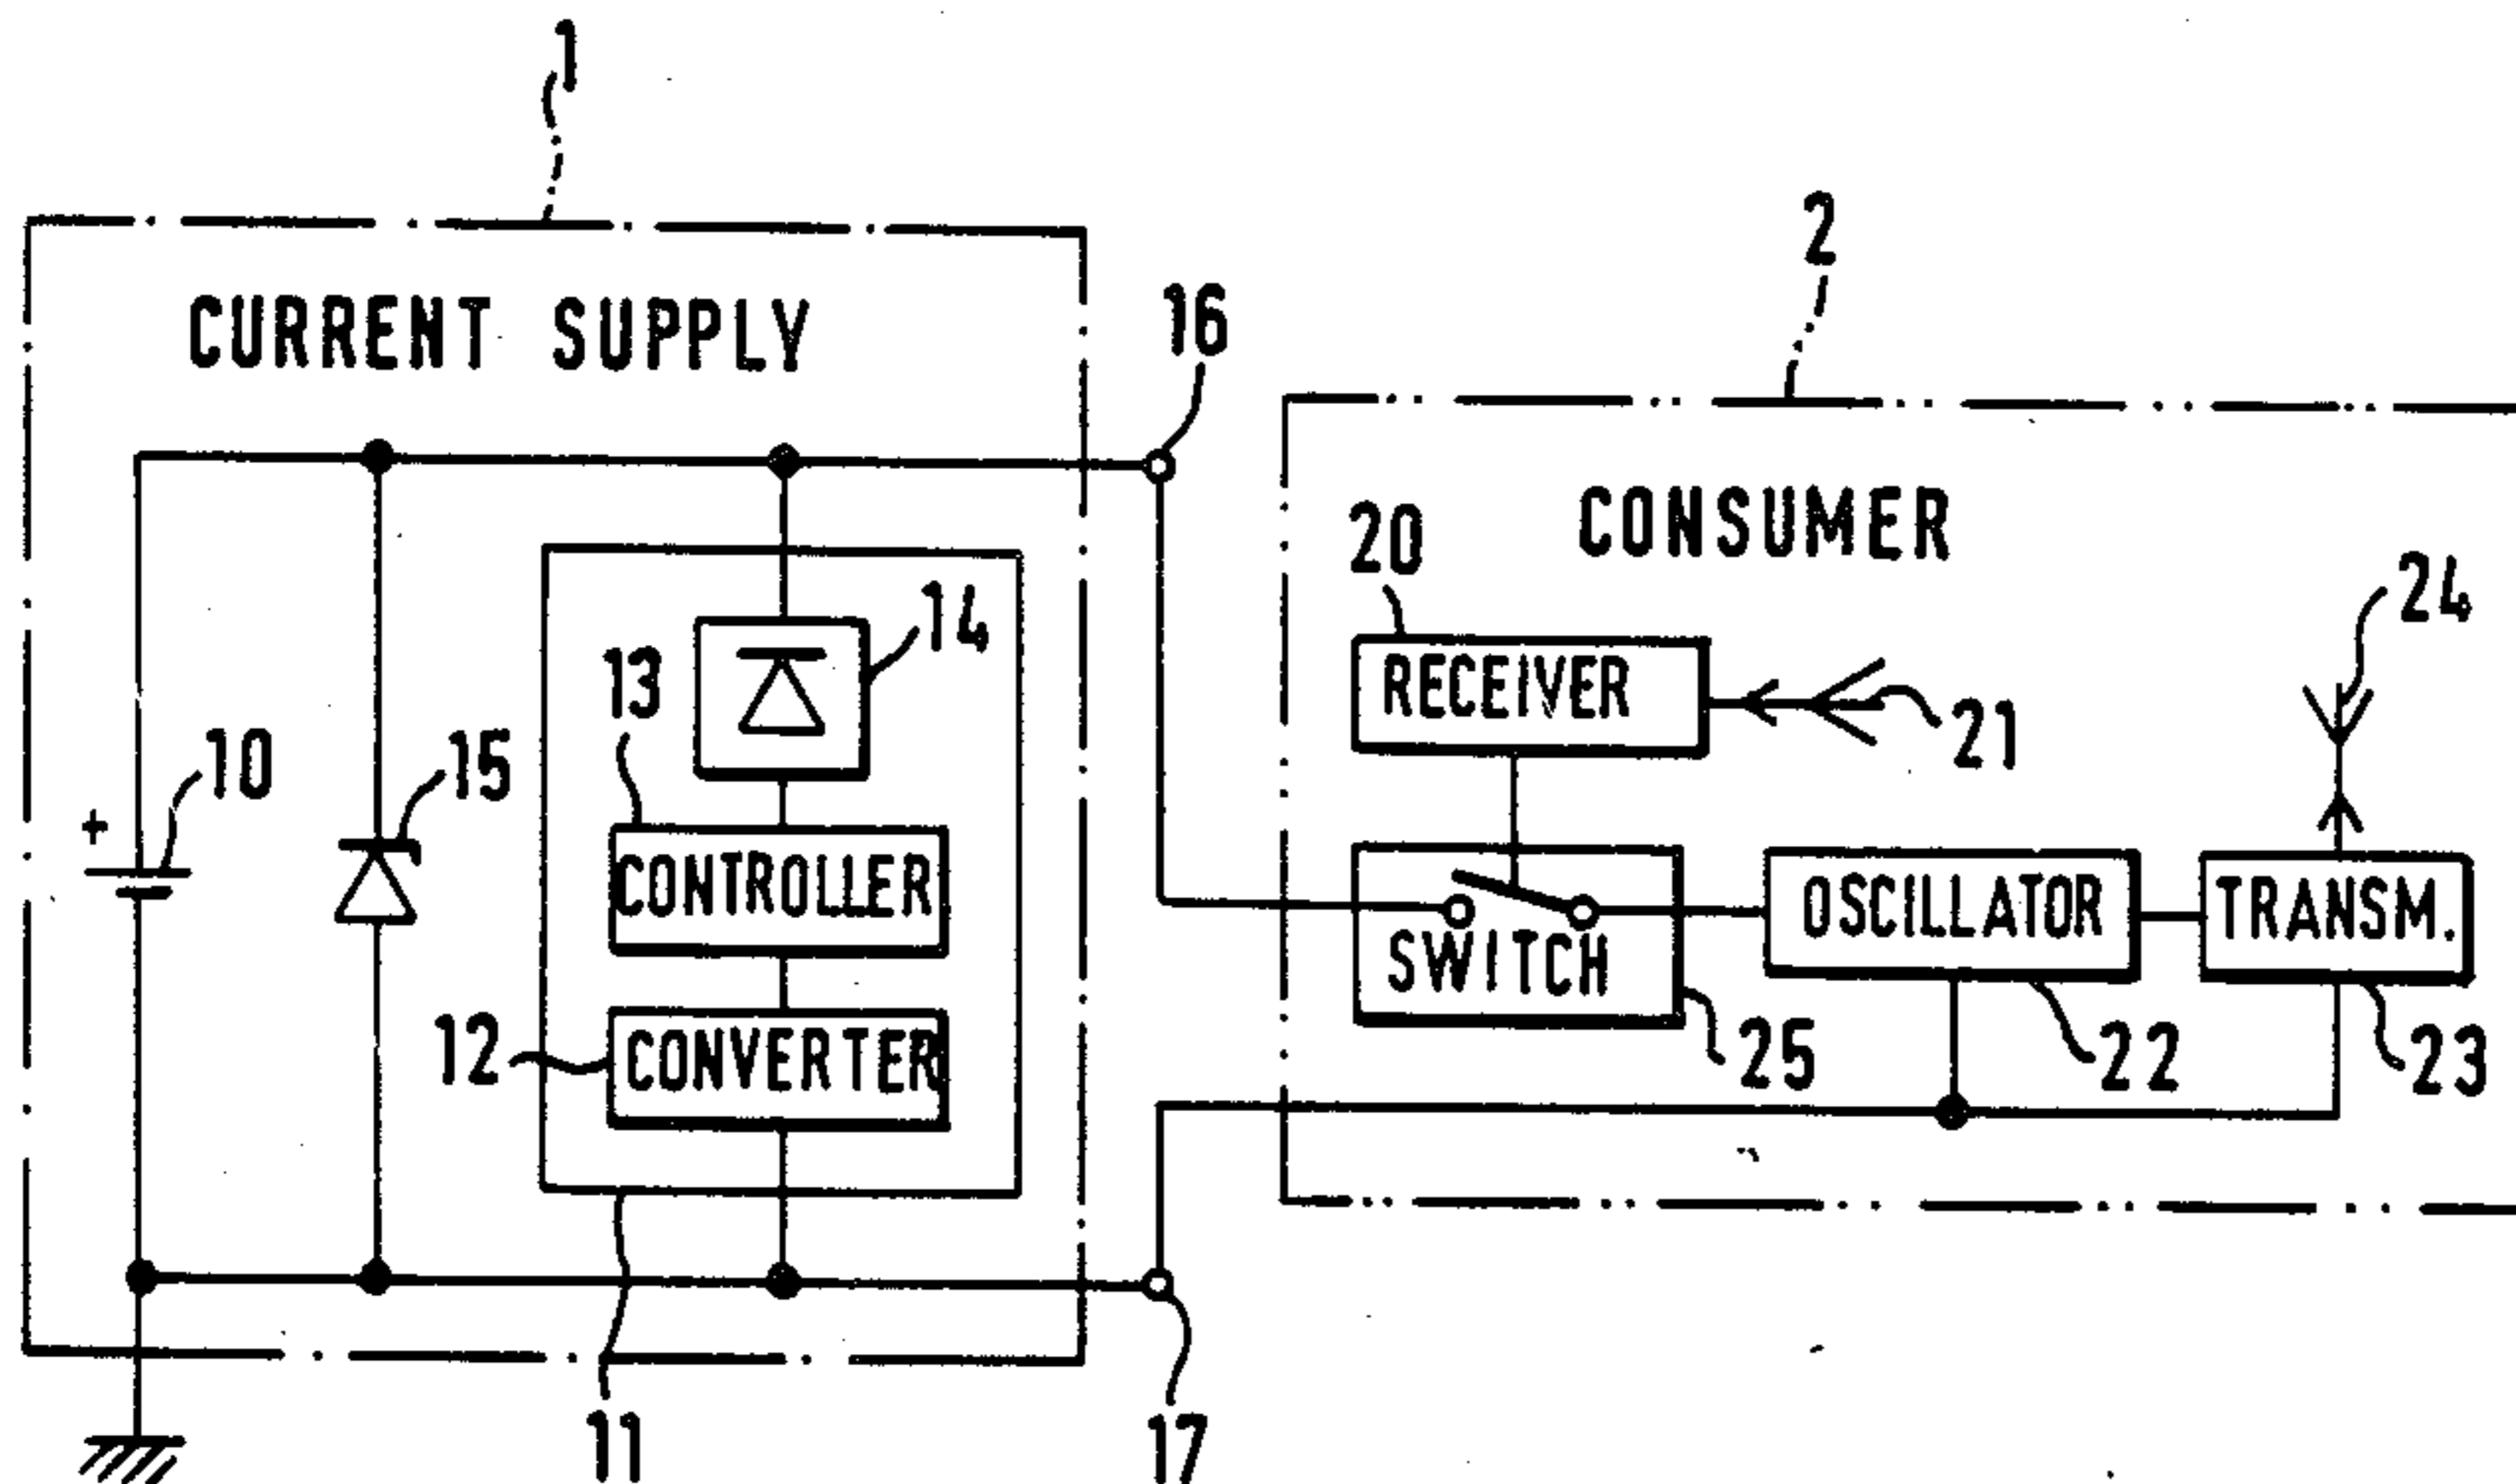 1
CURRENT SUPPLY
2
16
CONSUMER
20
24
14
13
RECEIVER
21
10
15
+
CONTROLLER
OSCILLATOR
TRANSM.
SWITCH
12
CONVERTER
25
22
23
11
17